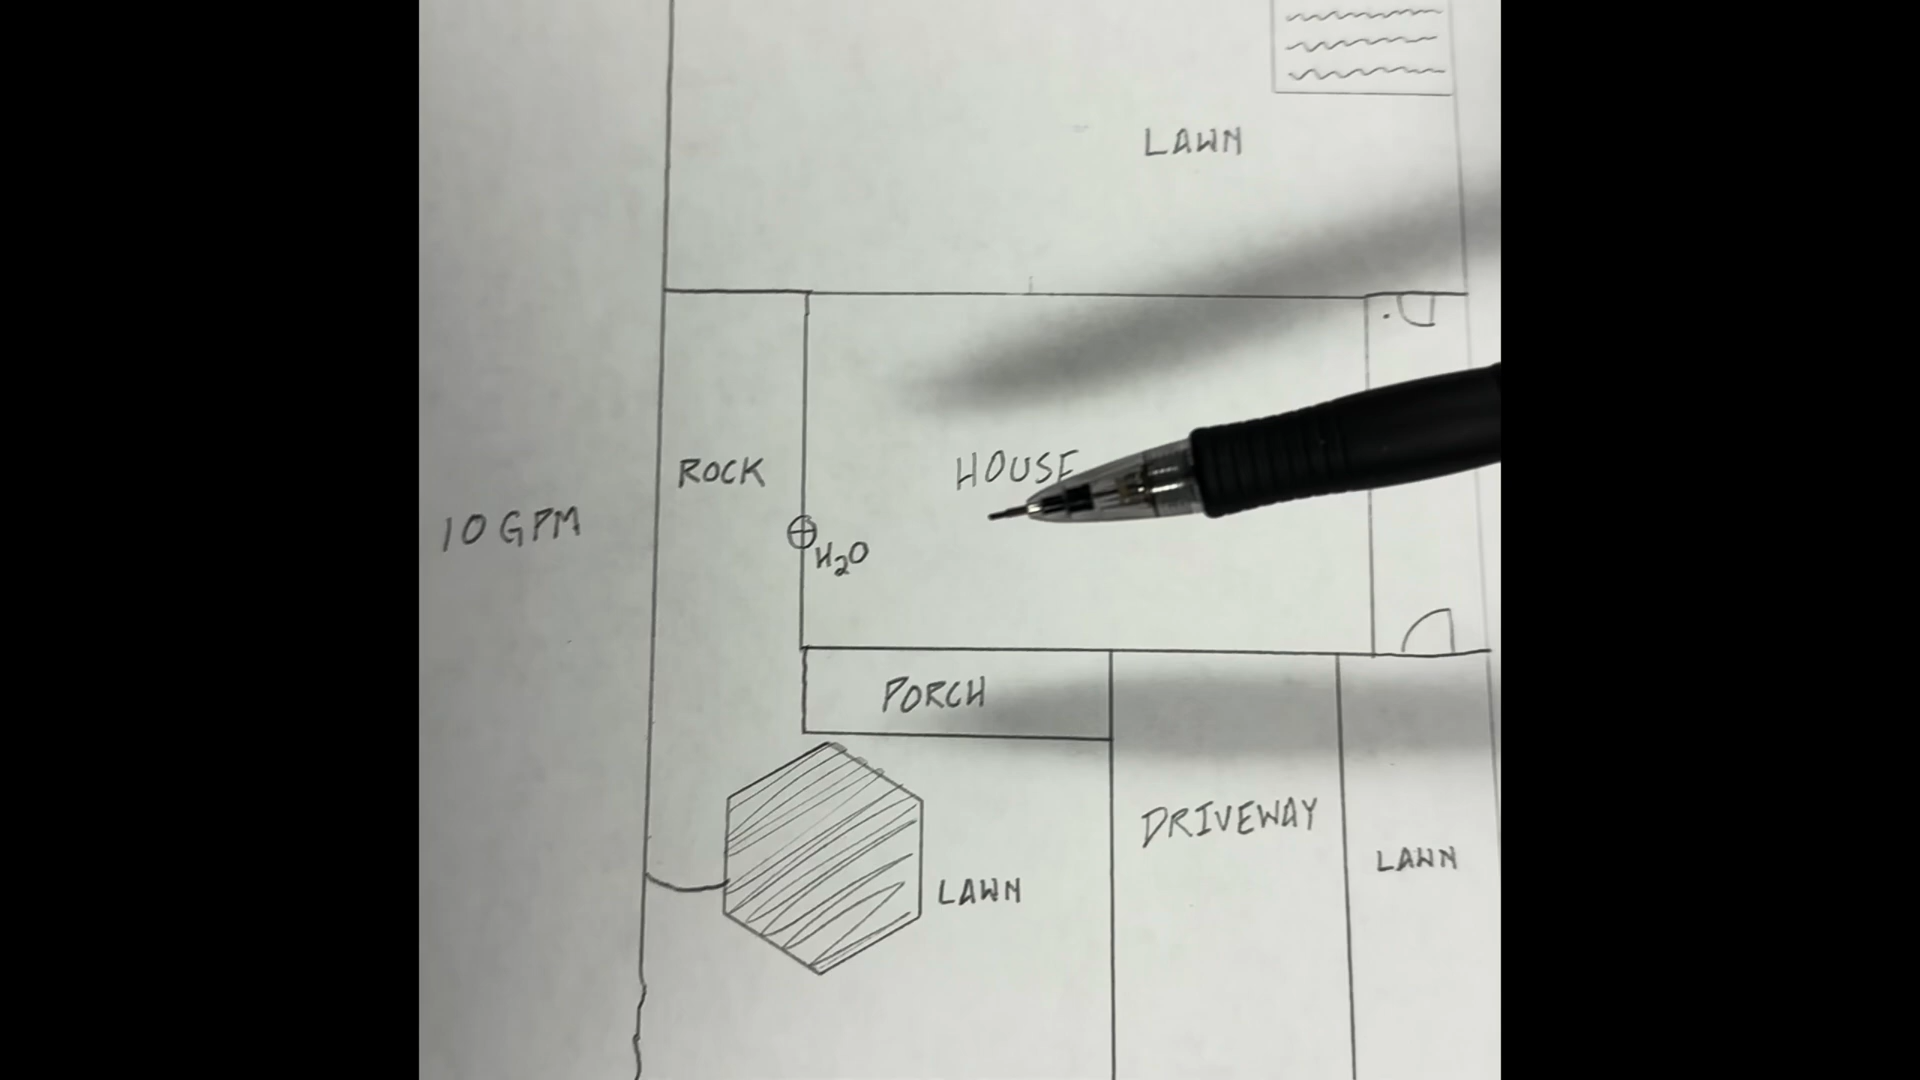 LAWN
ROCK
HOUSE
10 GPM
H2O
PORCH
DRIVEWAY
LAWN
LAWN